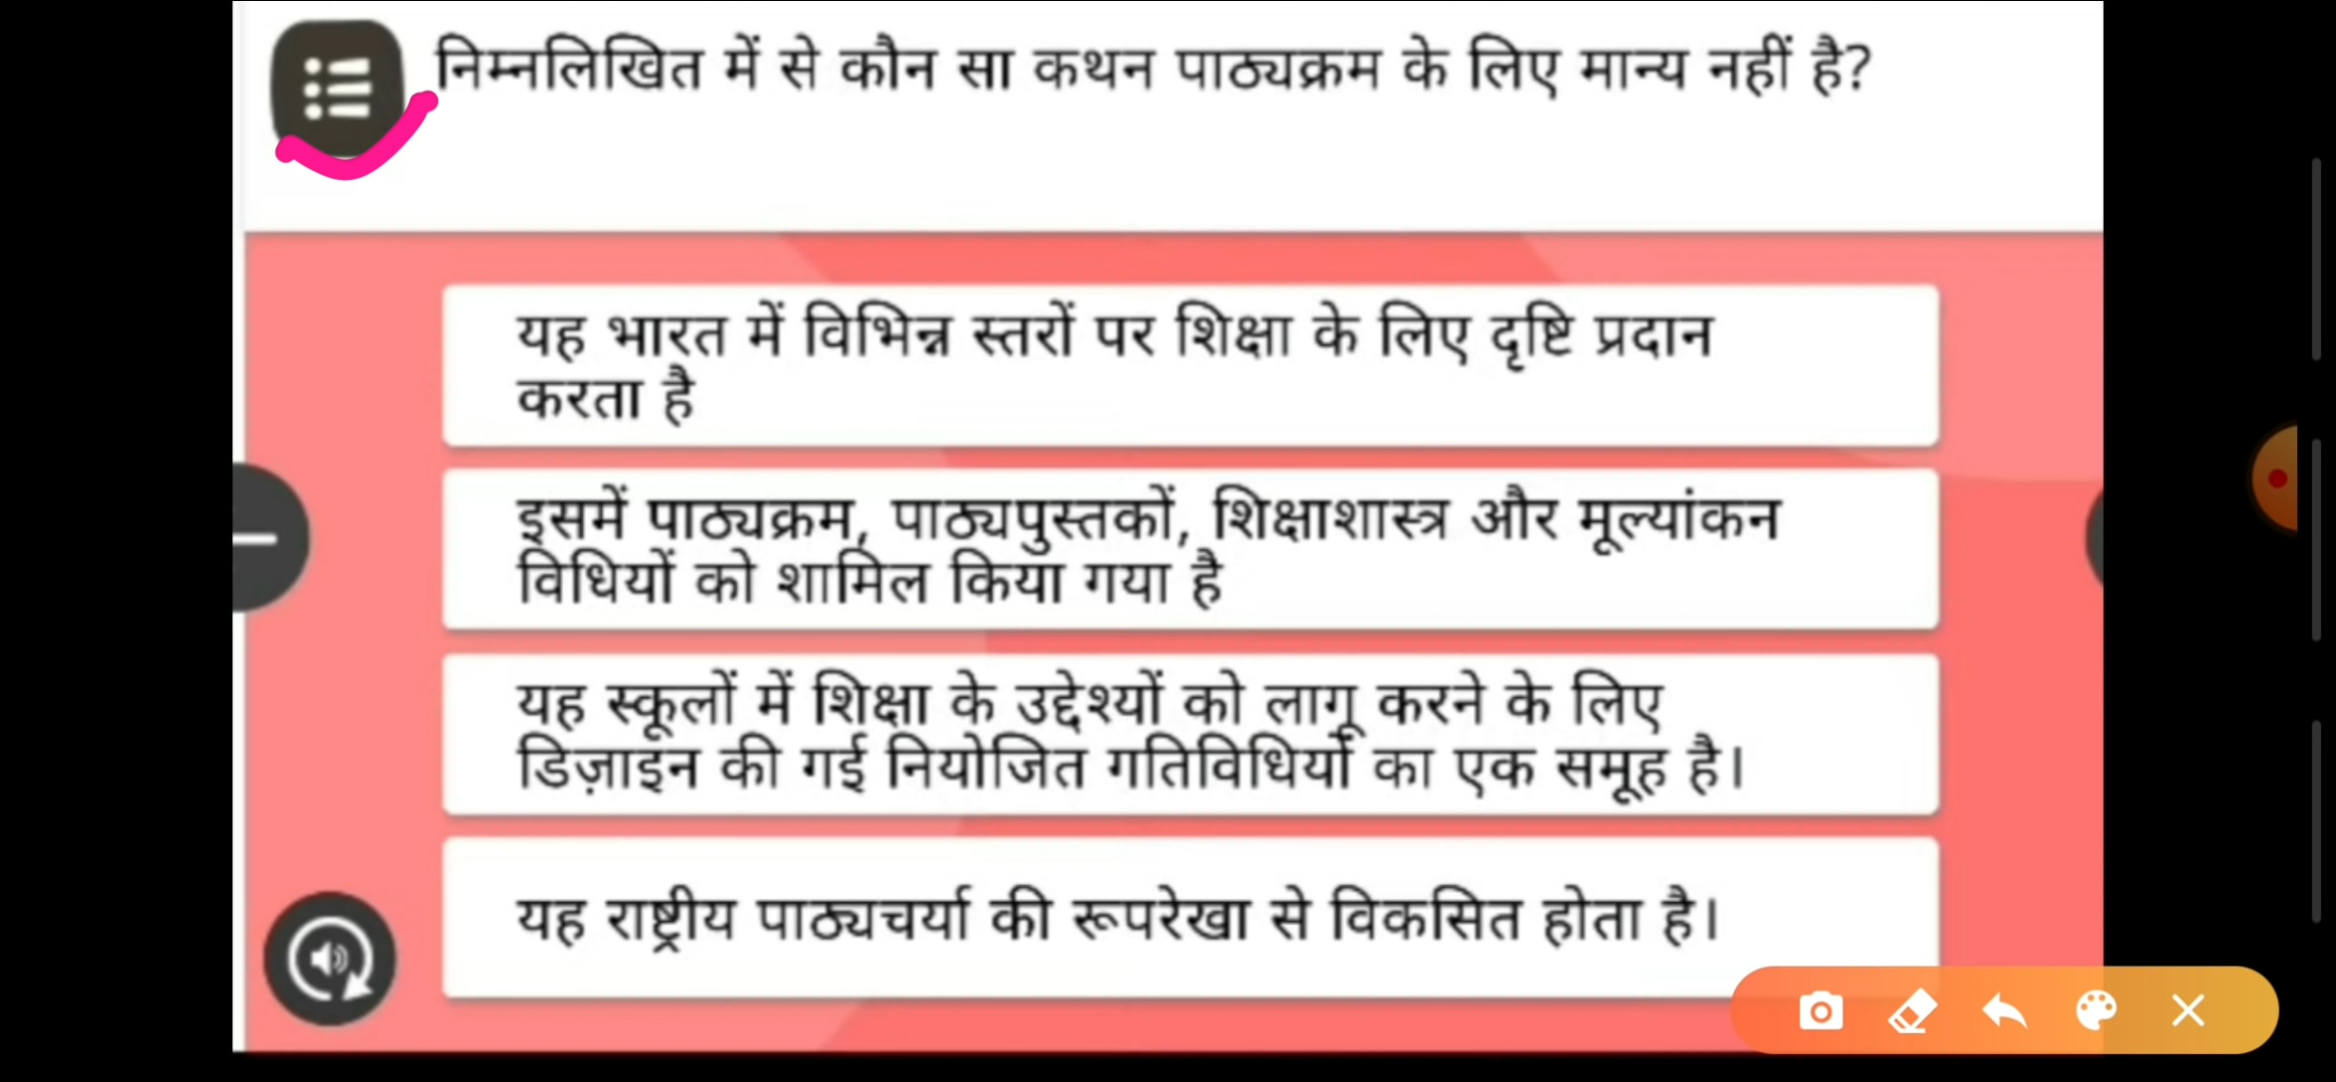 निम्नलिखित में से कौन सा कथन पाठ्यक्रम के लिए मान्य नहीं है?
यह भारत में विभिन्न स्तरों पर शिक्षा के लिए दृष्टि प्रदान
करता है
इसमें पाठ्यक्रम, पाठ्यपुस्तकों, शिक्षाशास्त्र और मूल्यांकन
विधियों को शामिल किया गया है
यह स्कूलों में शिक्षा के उद्देश्यों को लागू करने के लिए
डिज़ाइन की गई नियोजित गतिविधियों का एक समूह है।
यह राष्ट्रीय पाठ्यचर्या की रूपरेखा से विकसित होता है।